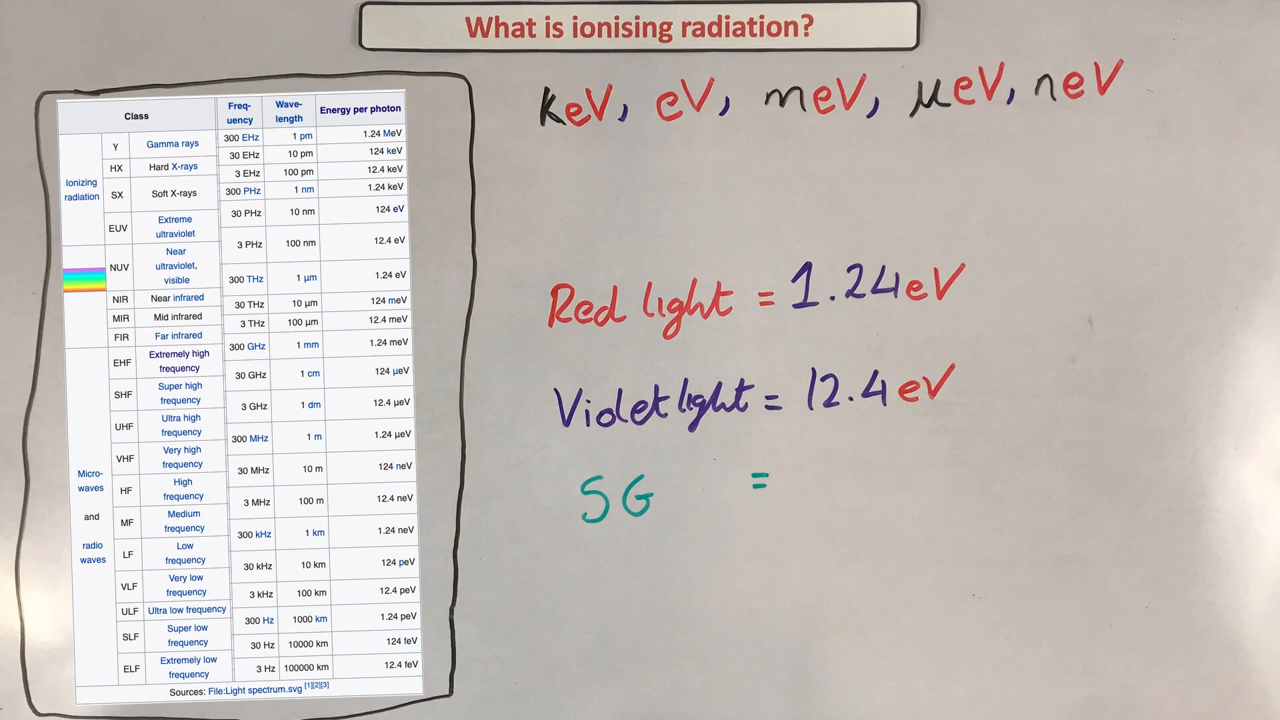 What is ionising radiation?
keV, eV, meV, µeV, neV
Class Freq-uency Wave-length Energy per photon
Ionizing radiation
γ Gamma rays
HX Hard X-rays
SX Soft X-rays
EUV Extreme ultraviolet
NUV Near ultraviolet, visible
NIR Near infrared
MIR Mid infrared
FIR Far infrared
Micro-waves and radio waves
EHF Extremely high frequency
SHF Super high frequency
UHF Ultra high frequency
VHF Very high frequency
HF High frequency
MF Medium frequency
LF Low frequency
VLF Very low frequency
ULF Ultra low frequency
SLF Super low frequency
ELF Extremely low frequency
300 EHz 1 pm 1.24 MeV
30 EHz 10 pm 124 keV
3 EHz 100 pm 12.4 keV
300 PHz 1 nm 1.24 keV
30 PHz 10 nm 124 eV
3 PHz 100 nm 12.4 eV
300 THz 1 µm 1.24 eV
30 THz 10 µm 124 meV
3 THz 100 µm 12.4 meV
300 GHz 1 mm 1.24 meV
30 GHz 1 cm 124 µeV
3 GHz 1 dm 12.4 µeV
300 MHz 1 m 1.24 µeV
30 MHz 10 m 124 neV
3 MHz 100 m 12.4 neV
300 kHz 1 km 1.24 neV
30 kHz 10 km 124 peV
3 kHz 100 km 12.4 peV
300 Hz 1000 km 1.24 peV
30 Hz 10000 km 124 feV
3 Hz 100000 km 12.4 feV
Sources: File:Light spectrum.svg [1][2][3]
Red light = 1.24eV
Violet light = 12.4 eV
5G =